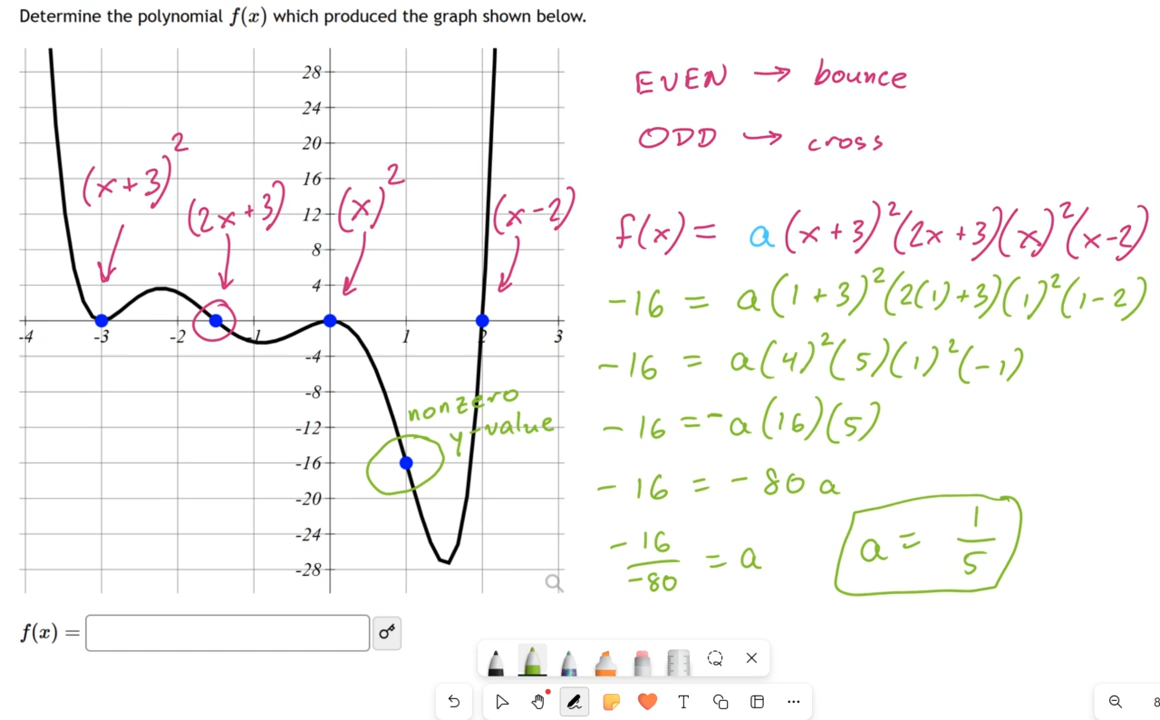 Determine the polynomial f(x) which produced the graph shown below.
28
24
20
16
12
8
4
-4 -3 -2 -1 1 2 3
-4
-8
-12
-16
-20
-24
-28
(x+3)²
(2x+3)
(x)²
(x-2)
nonzero
y-value
f(x) =
EVEN → bounce
ODD → cross
f(x) = a(x+3)²(2x+3)(x)²(x-2)
-16 = a(1+3)²(2(1)+3)(1)²(1-2)
-16 = a(4)²(5)(1)²(-1)
-16 = -a(16)(5)
-16 = -80a
-16/-80 = a
a = 1/5
T
8